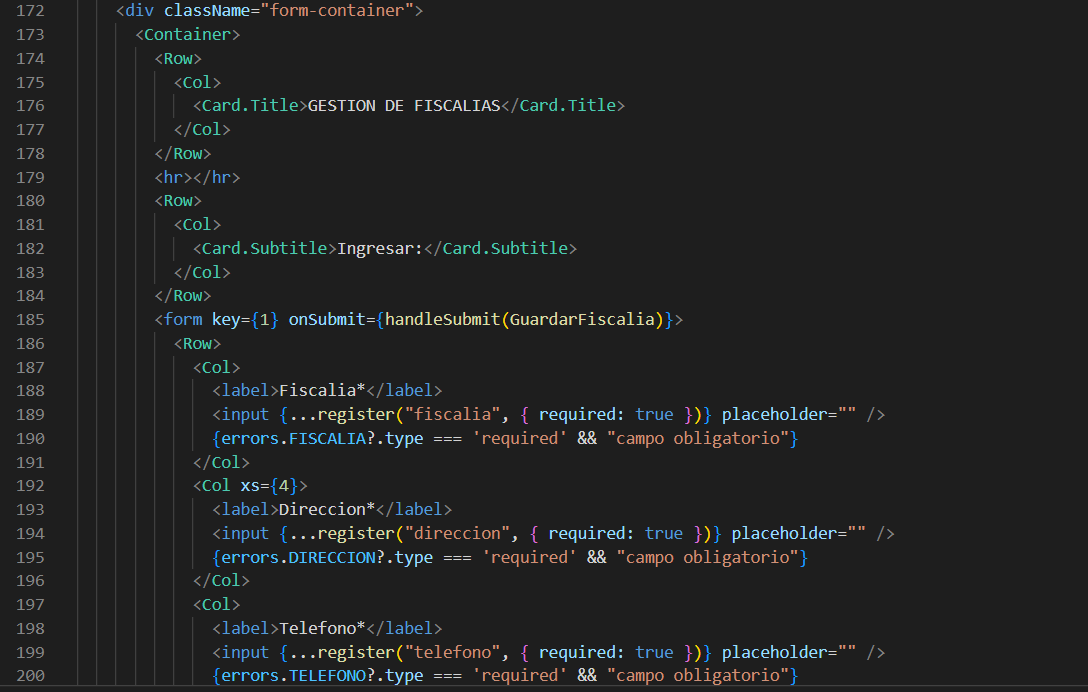 172 <div className="form-container">
173 <Container>
174 <Row>
175 <Col>
176 <Card.Title>GESTION DE FISCALIAS</Card.Title>
177 </Col>
178 </Row>
179 <hr></hr>
180 <Row>
181 <Col>
182 <Card.Subtitle>Ingresar:</Card.Subtitle>
183 </Col>
184 </Row>
185 <form key={1} onSubmit={handleSubmit(GuardarFiscalia)}>
186 <Row>
187 <Col>
188 <label>Fiscalia*</label>
189 <input {...register("fiscalia", { required: true })} placeholder="" />
190 {errors.FISCALIA?.type === 'required' && "campo obligatorio"}
191 </Col>
192 <Col xs={4}>
193 <label>Direccion*</label>
194 <input {...register("direccion", { required: true })} placeholder="" />
195 {errors.DIRECCION?.type === 'required' && "campo obligatorio"}
196 </Col>
197 <Col>
198 <label>Telefono*</label>
199 <input {...register("telefono", { required: true })} placeholder="" />
200 {errors.TELEFONO?.type === 'required' && "campo obligatorio"}